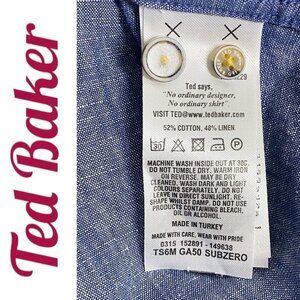 Ted Baker
229
Ted says,
"No ordinary designer,
No ordinary shirt".
VISIT TED@WWW.tedbaker.com
52% COTTON, 48% LINEN
30
MACHINE WASH INSIDE OUT AT 30C.
DO NOT TUMBLE DRY. WARM IRON
ON REVERSE. MAY BE DRY
CLEANED. WASH DARK AND LIGHT
COLOURS SEPARATELY. DO NOT
LEAVE IN DIRECT SUNLIGHT. RE-
SHAPE WHILST DAMP. DO NOT USE
PRODUCTS CONTAINING BLEACH,
OIL OR ALCOHOL.
MADE IN TURKEY
MADE WITH CARE, WEAR WITH PRIDE
0315 152891 - 149638
TS6M GA50 SUBZERO